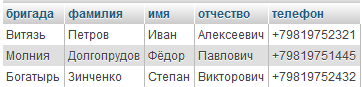 бригада фамилия имя отчество телефон
Витязь Петров Иван Алексеевич +79819752321
Молния Долгопрудов Фёдор Павлович +79819751445
Богатырь Зинченко Степан Викторович +79819752432